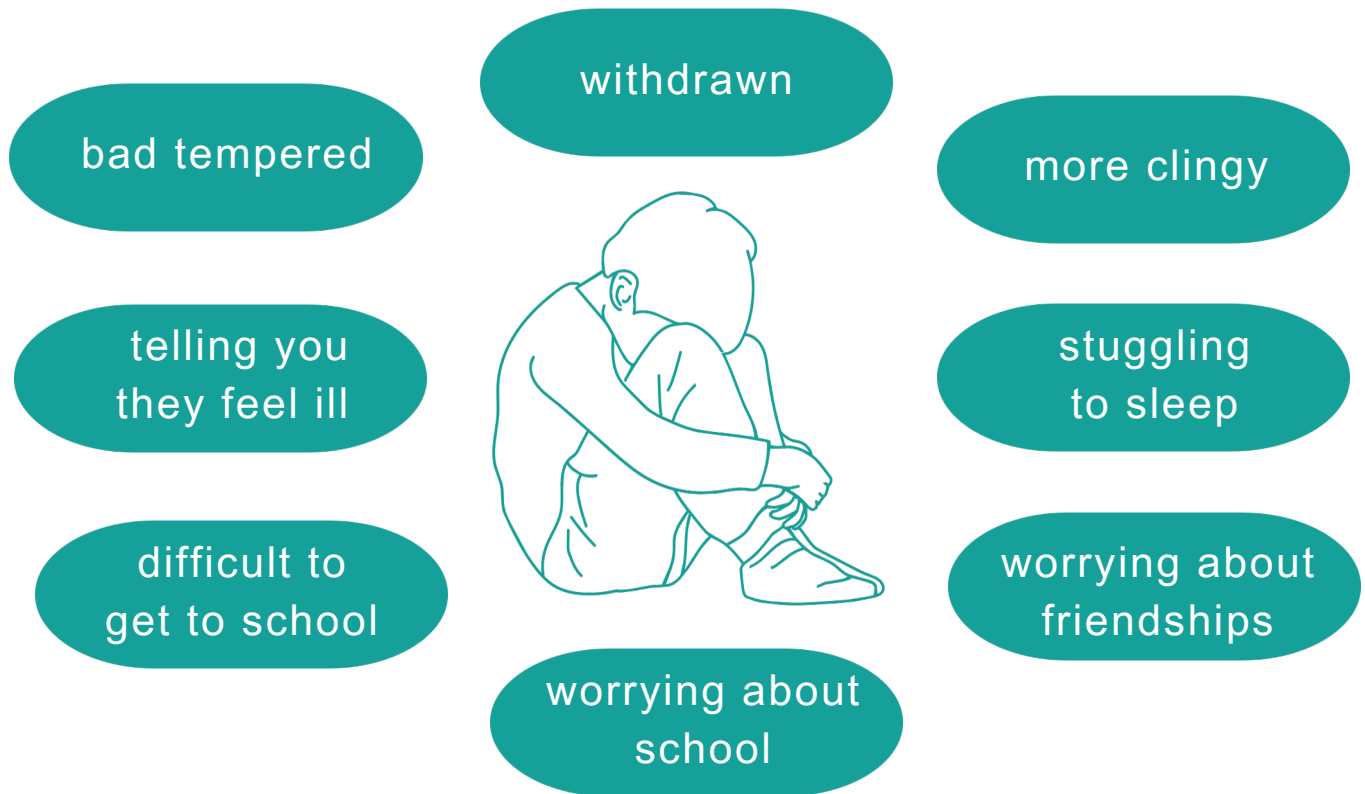 withdrawn
bad tempered
more clingy
telling you
they feel ill
stuggling
to sleep
difficult to
get to school
worrying about
friendships
worrying about
school